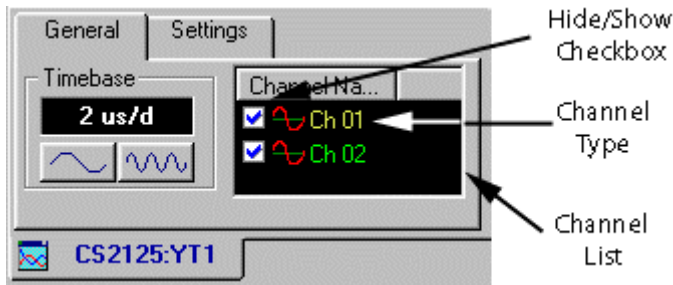 General
Settings
Timebase
2 us/d
Channel Na...
Ch 01
Ch 02
CS2125:YT1
Hide/Show
Checkbox
Channel
Type
Channel
List